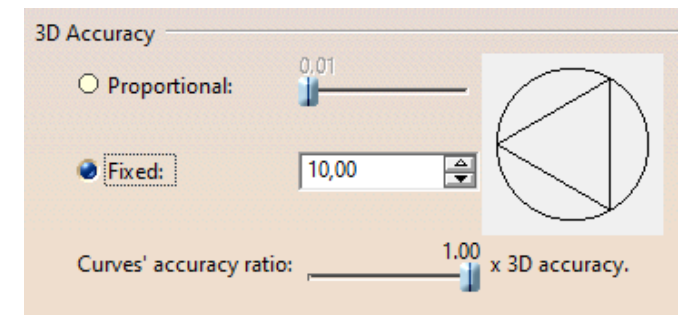 3D Accuracy
Proportional:
0,01
Fixed:
10,00
Curves' accuracy ratio:
1.00
x 3D accuracy.